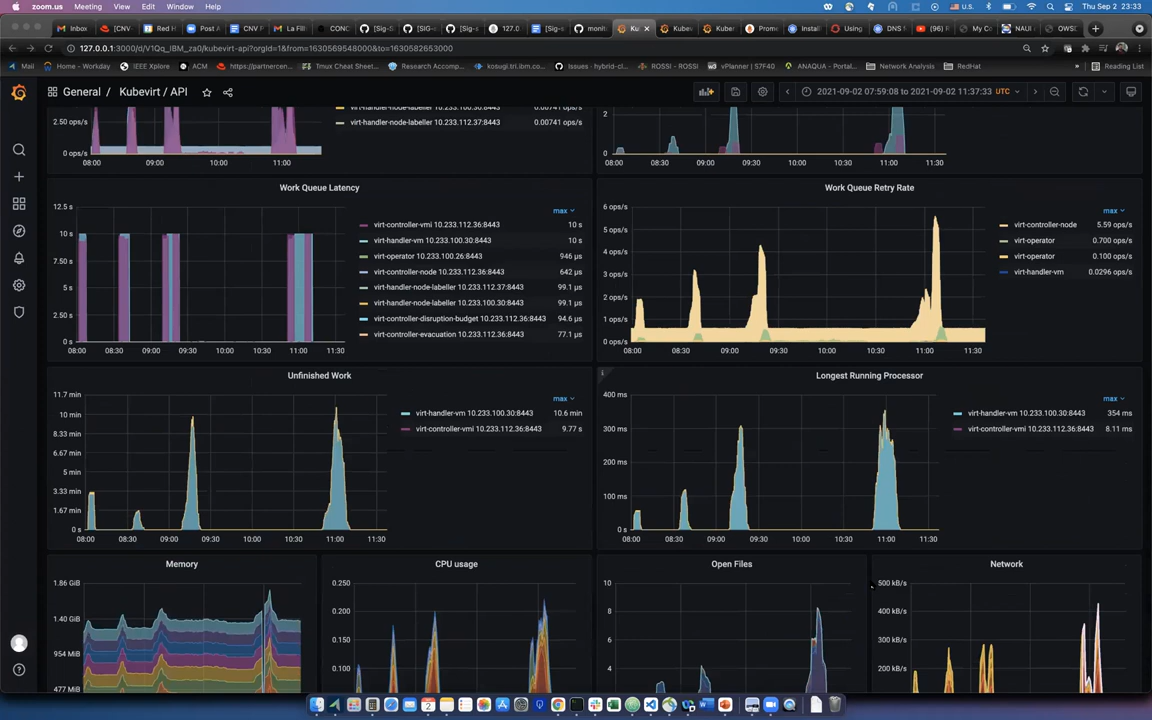 zoom.us Meeting View Edit Window Help
U.S. Thu Sep 2 23:33
Inbox [CNV Post A CNV F La Fill CONC [Sig-S [SIG- [Sig-S 127.0 [Sig-S monit Ku Kubev Kuber Prome Install Using DNS (96) R [US] N NAUI OWSD
127.0.0.1:3000/d/V1Qq_IBM_za0/kubevirt-api?orgId=1&from=1630569548000&to=1630582653000
Mail Home - Workday IEEE Xplore ACM https://partnercen... Tmux Cheat Sheet... Research Accomp... kosugi.trl.ibm.co... Issues · hybrid-cl... ROSSI - ROSSI vPlanner | S7F40 ANAQUA - Portal... Network Analysis RedHat » Reading List
General / Kubevirt / API
2021-09-02 07:59:08 to 2021-09-02 11:37:33 UTC
virt-handler-node-labeller 10.233.100.30:8443 0.00741 ops/s
2.50 ops/s
virt-handler-node-labeller 10.233.112.37:8443 0.00741 ops/s
0 ops/s
08:00 08:30 09:00 09:30 10:00 10:30 11:00
2
0
08:00 08:30 09:00 09:30 10:00 10:30 11:00 11:30
Work Queue Latency
12.5 s
10 s
7.50 s
5 s
2.50 s
0 s
08:00 08:30 09:00 09:30 10:00 10:30 11:00 11:30
max
virt-controller-vmi 10.233.112.36:8443 10 s
virt-handler-vm 10.233.100.30:8443 10 s
virt-operator 10.233.100.26:8443 946 µs
virt-controller-node 10.233.112.36:8443 642 µs
virt-handler-node-labeller 10.233.112.37:8443 99.1 µs
virt-handler-node-labeller 10.233.100.30:8443 99.1 µs
virt-controller-disruption-budget 10.233.112.36:8443 94.6 µs
virt-controller-evacuation 10.233.112.36:8443 77.1 µs
Work Queue Retry Rate
6 ops/s
5 ops/s
4 ops/s
3 ops/s
2 ops/s
1 ops/s
0 ops/s
08:00 08:30 09:00 09:30 10:00 10:30 11:00 11:30
max
virt-controller-node 5.59 ops/s
virt-operator 0.700 ops/s
virt-operator 0.100 ops/s
virt-handler-vm 0.0296 ops/s
Unfinished Work
11.7 min
10 min
8.33 min
6.67 min
5 min
3.33 min
1.67 min
0 s
08:00 08:30 09:00 09:30 10:00 10:30 11:00 11:30
max
virt-handler-vm 10.233.100.30:8443 10.6 min
virt-controller-vmi 10.233.112.36:8443 9.77 s
Longest Running Processor
400 ms
300 ms
200 ms
100 ms
0 s
08:00 08:30 09:00 09:30 10:00 10:30 11:00 11:30
max
virt-handler-vm 10.233.100.30:8443 354 ms
virt-controller-vmi 10.233.112.36:8443 8.11 ms
Memory
1.86 GiB
1.40 GiB
954 MiB
477 MiB
CPU usage
0.250
0.200
0.150
0.100
Open Files
10
8
6
4
Network
500 kB/s
400 kB/s
300 kB/s
200 kB/s